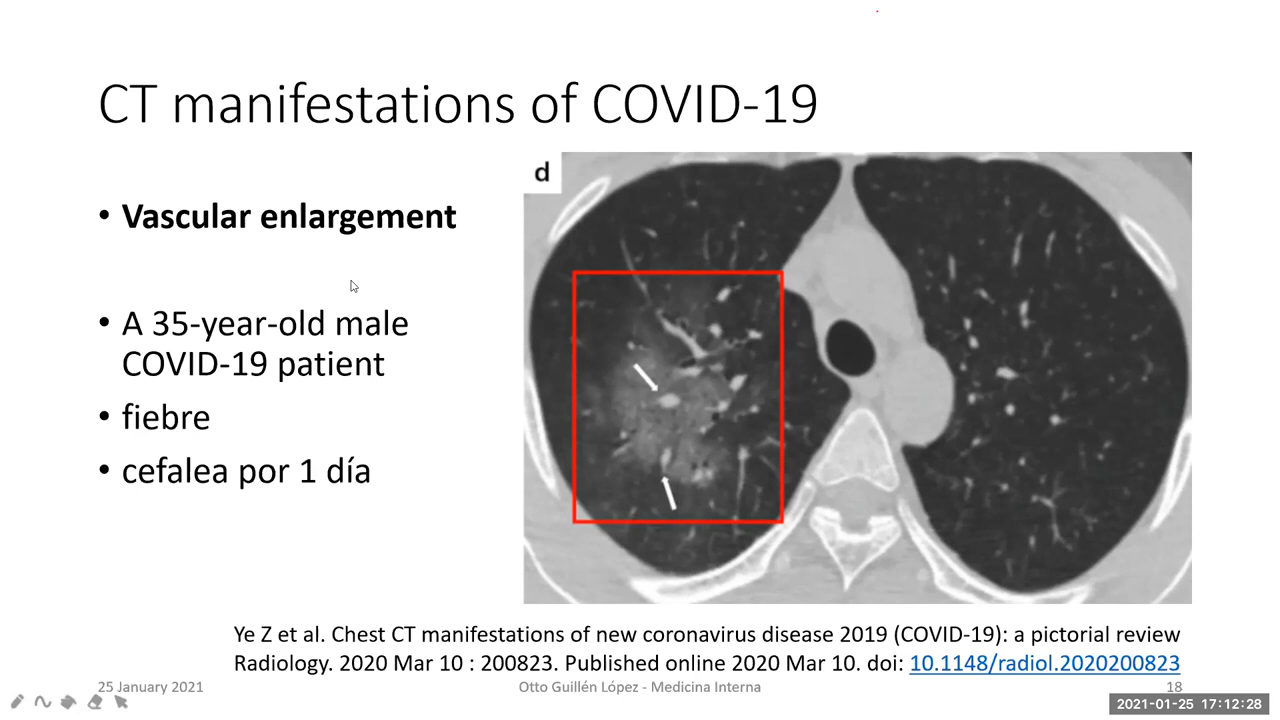 CT manifestations of COVID-19
• Vascular enlargement
• A 35-year-old male
COVID-19 patient
• fiebre
• cefalea por 1 día
d
Ye Z et al. Chest CT manifestations of new coronavirus disease 2019 (COVID-19): a pictorial review
Radiology. 2020 Mar 10 : 200823. Published online 2020 Mar 10. doi: 10.1148/radiol.2020200823
25 January 2021
Otto Guillén López - Medicina Interna
18
2021-01-25 17:12:28